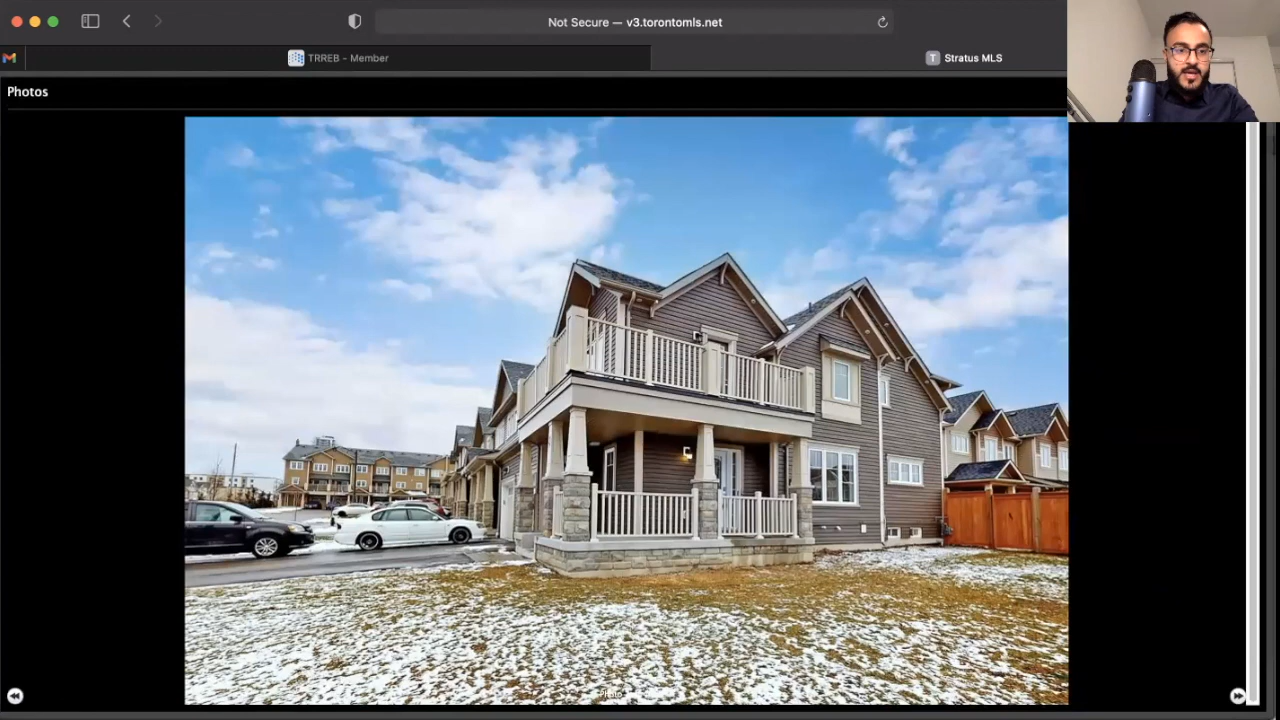 Not Secure — v3.torontomls.net
TRREB - Member
T Stratus MLS
Photos